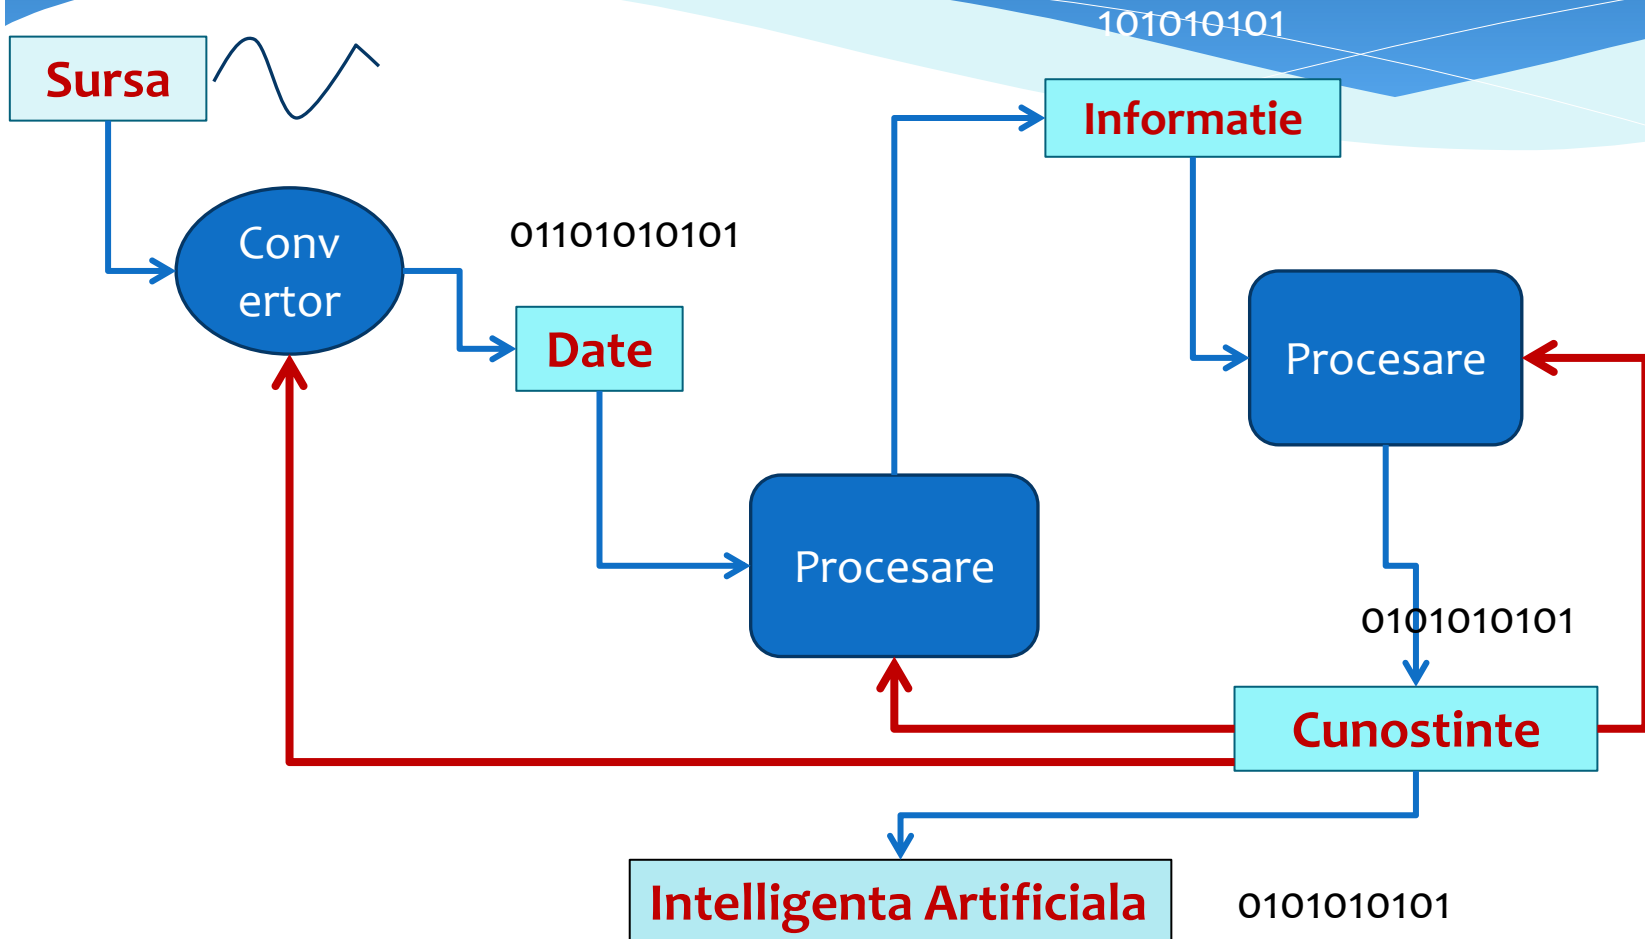 101010101
Sursa
Informatie
01101010101
Conv
ertor
Date
Procesare
Procesare
0101010101
Cunostinte
Intelligenta Artificiala
0101010101